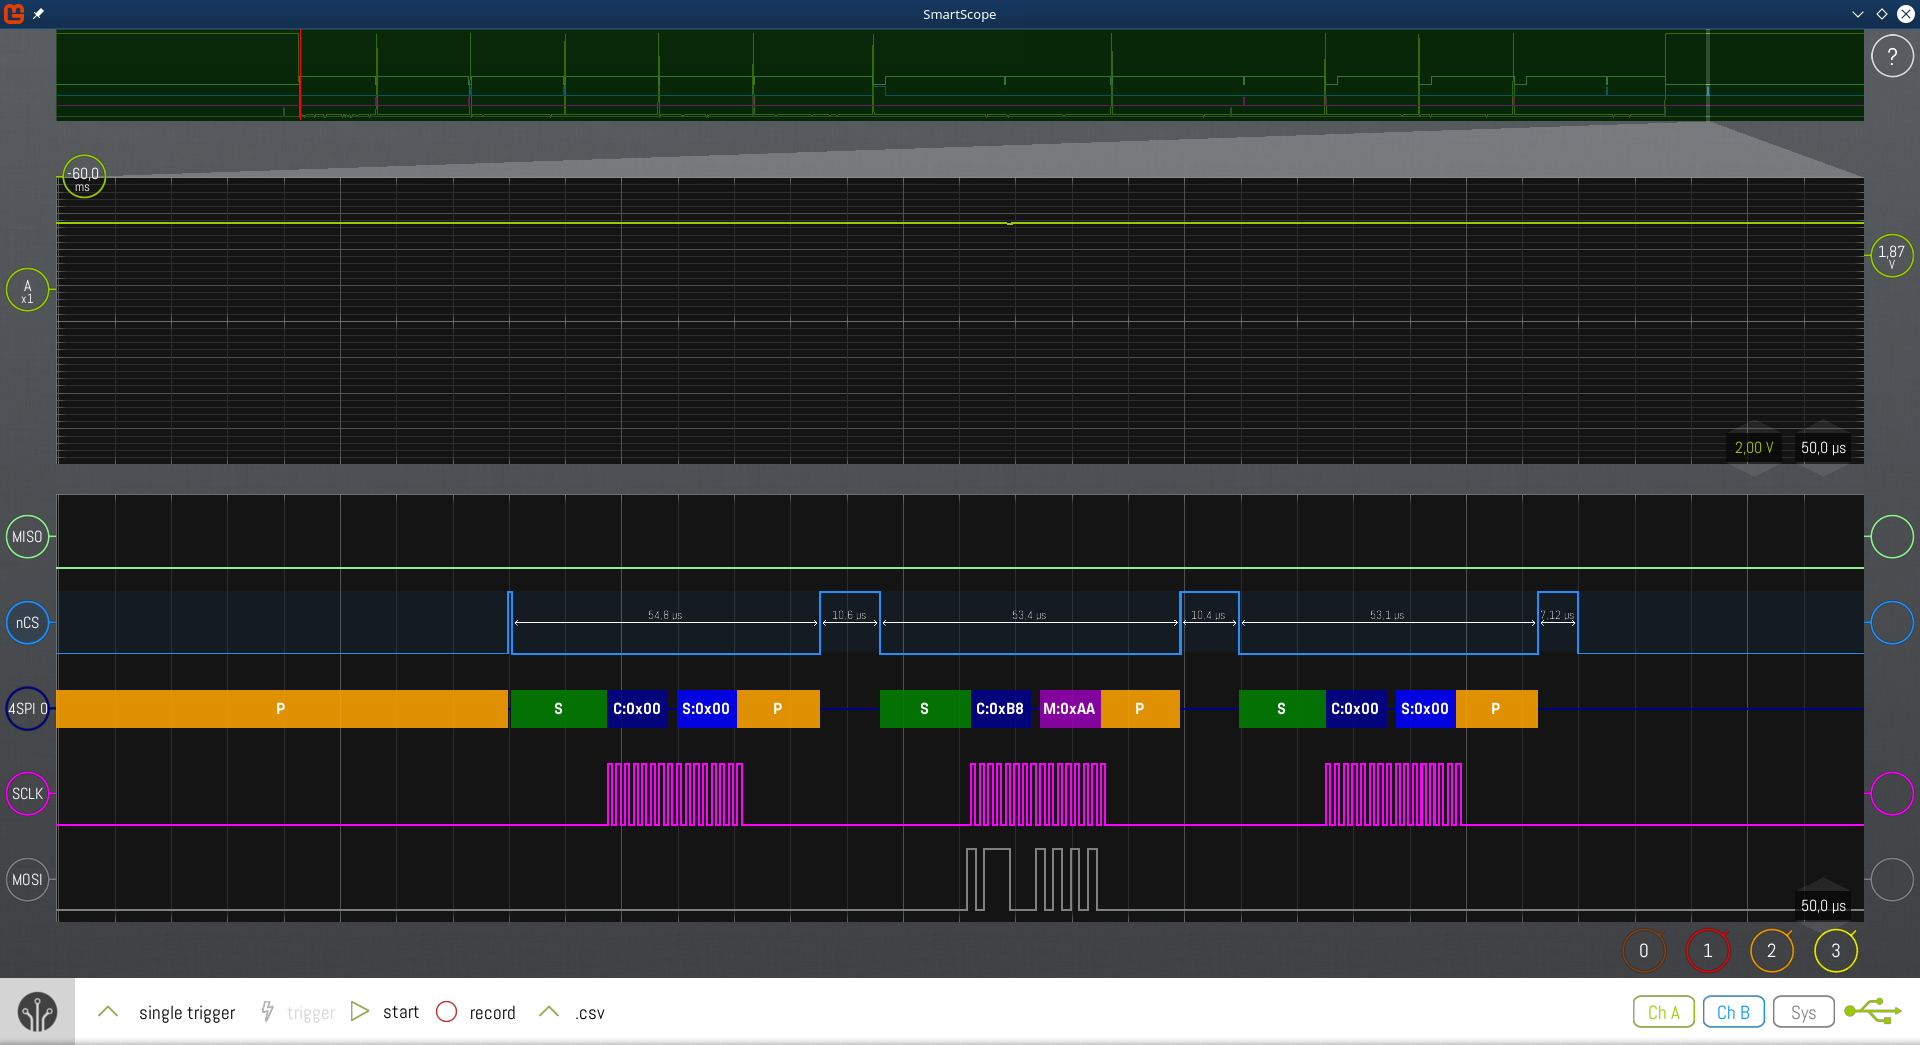 SmartScope
?
-60,0
ms
A
x1
1,87
V
2,00 V
50,0 µs
MISO
nCS
54,8 µs
10,6 µs
53,4 µs
10,4 µs
53,1 µs
7,12 µs
4SPI 0
P
S
C:0x00
S:0x00
P
S
C:0xB8
M:0xAA
P
S
C:0x00
S:0x00
P
SCLK
MOSI
50,0 µs
0
1
2
3
single trigger
trigger
start
record
.csv
Ch A
Ch B
Sys